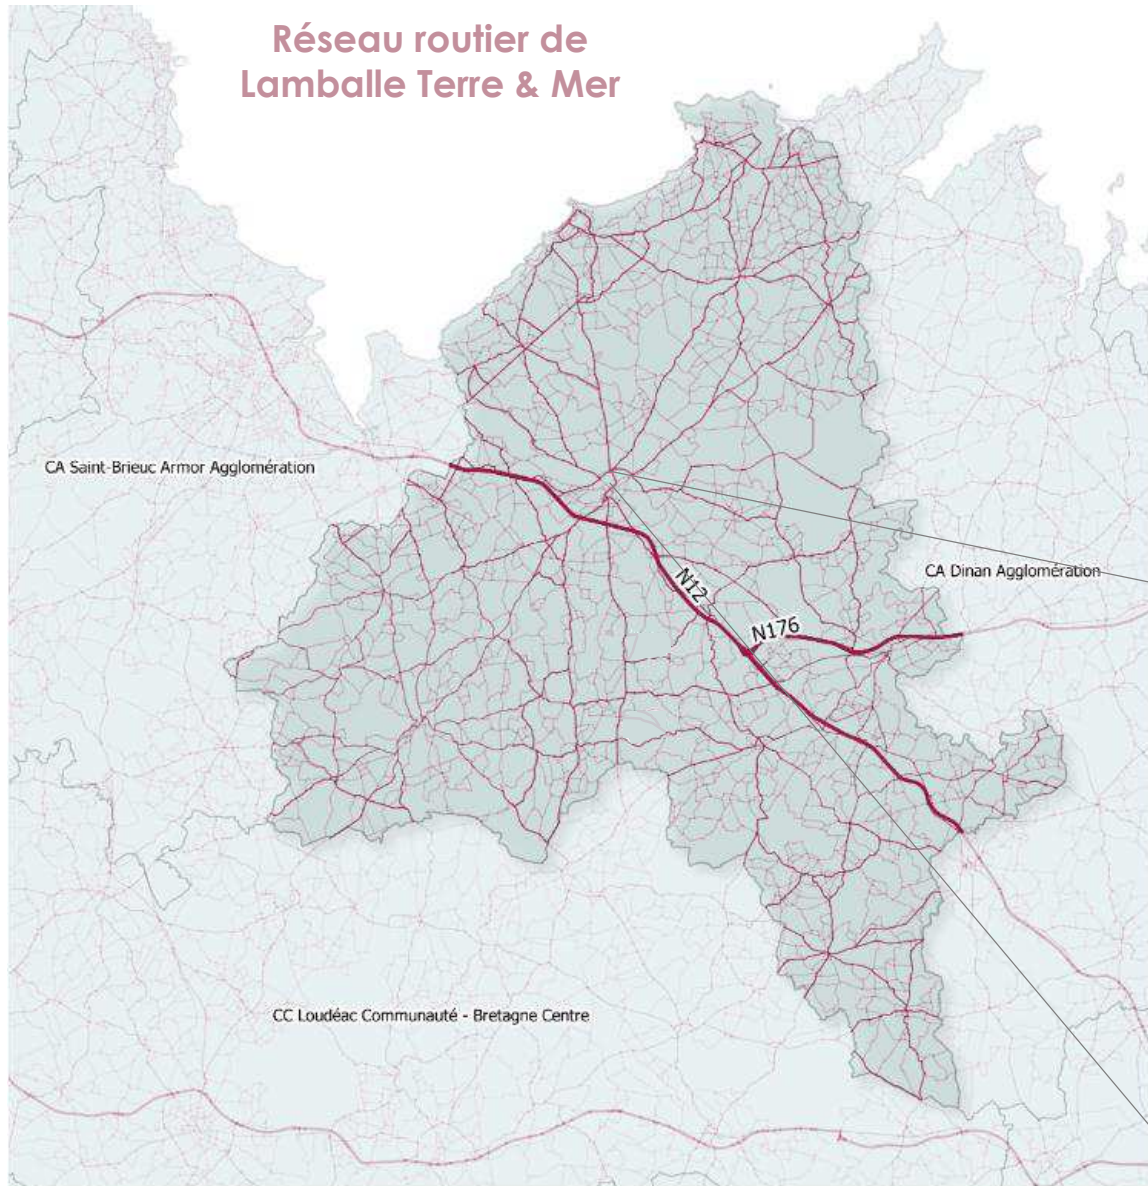 Réseau routier de
Lamballe Terre & Mer
CA Saint-Brieuc Armor Agglomération
CA Dinan Agglomération
N12
N176
CC Loudéac Communauté - Bretagne Centre